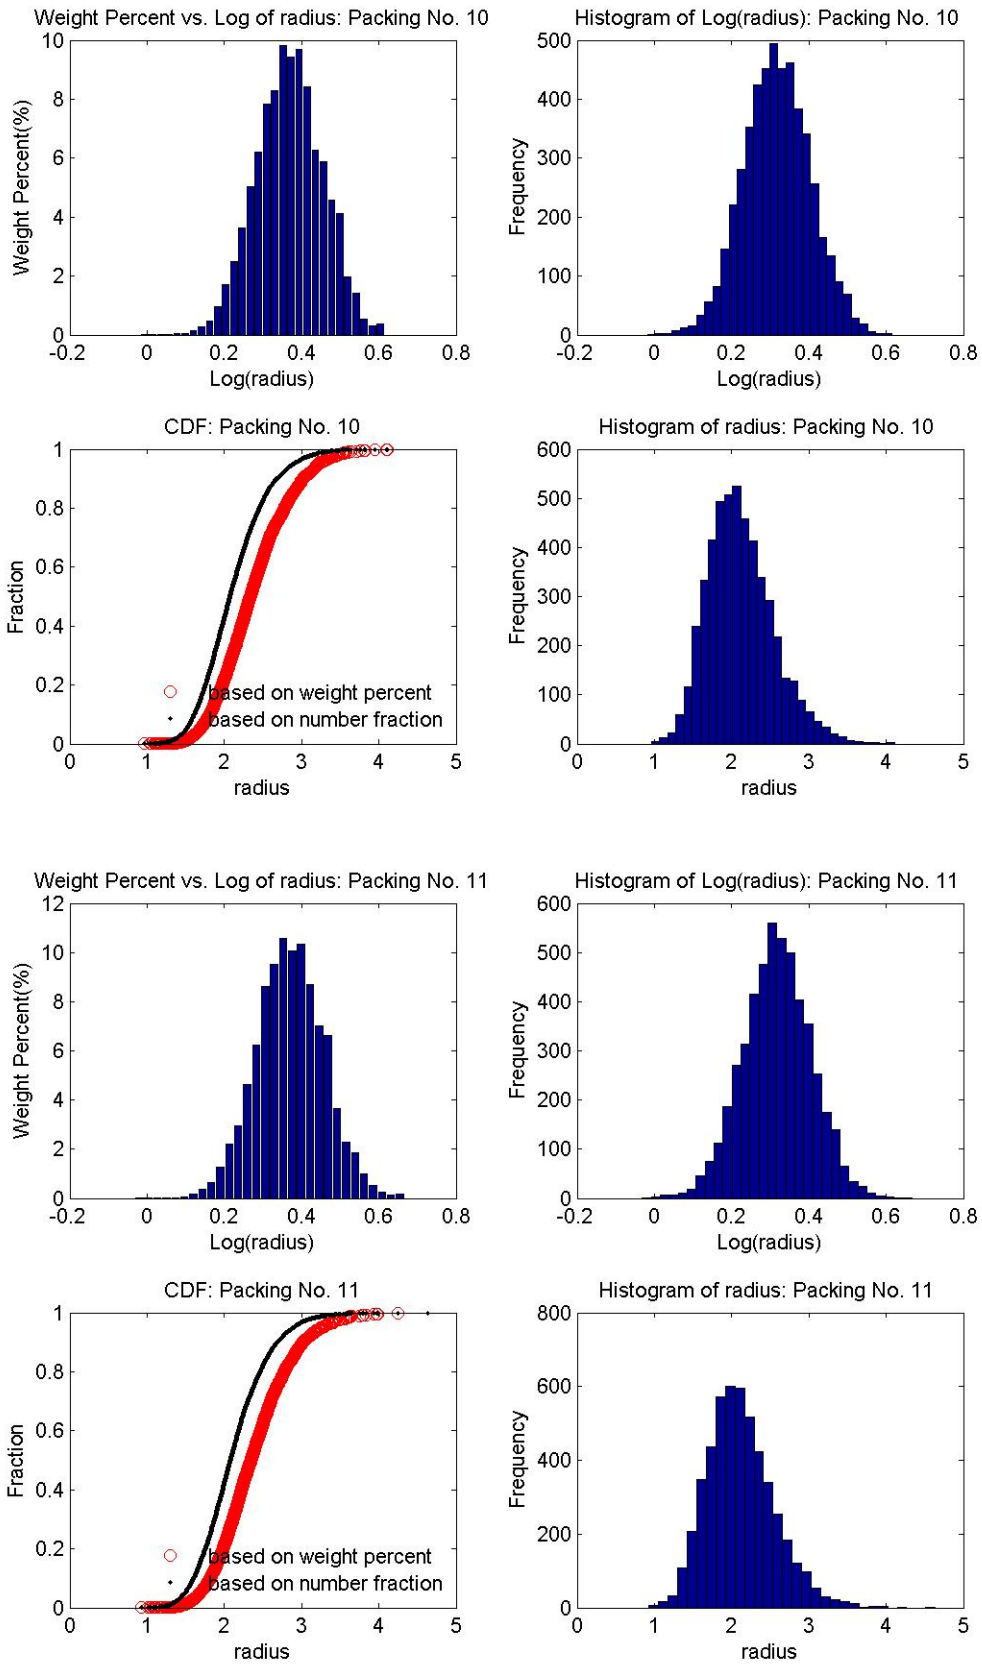 Weight Percent vs. Log of radius: Packing No. 10
Histogram of Log(radius): Packing No. 10
10
8
6
4
2
0
Weight Percent(%)
-0.2 0 0.2 0.4 0.6 0.8
Log(radius)
500
400
300
200
100
0
Frequency
-0.2 0 0.2 0.4 0.6 0.8
Log(radius)
CDF: Packing No. 10
Histogram of radius: Packing No. 10
1
0.8
0.6
0.4
0.2
0
Fraction
based on weight percent
based on number fraction
0 1 2 3 4 5
radius
600
500
400
300
200
100
0
Frequency
0 1 2 3 4 5
radius
Weight Percent vs. Log of radius: Packing No. 11
Histogram of Log(radius): Packing No. 11
12
10
8
6
4
2
0
Weight Percent(%)
-0.2 0 0.2 0.4 0.6 0.8
Log(radius)
600
500
400
300
200
100
0
Frequency
-0.2 0 0.2 0.4 0.6 0.8
Log(radius)
CDF: Packing No. 11
Histogram of radius: Packing No. 11
1
0.8
0.6
0.4
0.2
0
Fraction
based on weight percent
based on number fraction
0 1 2 3 4 5
radius
800
600
400
200
0
Frequency
0 1 2 3 4 5
radius